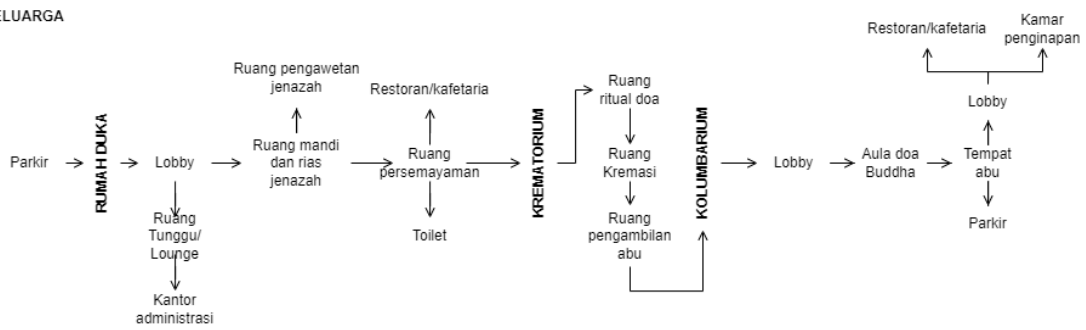 ELUARGA
Parkir
RUMAH DUKA
Lobby
Ruang
Tunggu/
Lounge
Kantor
administrasi
Ruang pengawetan
jenazah
Ruang mandi
dan rias
jenazah
Restoran/kafetaria
Ruang
persemayaman
Toilet
KREMATORIUM
Ruang
ritual doa
Ruang
Kremasi
Ruang
pengambilan
abu
KOLUMBARIUM
Lobby
Aula doa
Buddha
Tempat
abu
Lobby
Restoran/kafetaria
Kamar
penginapan
Parkir